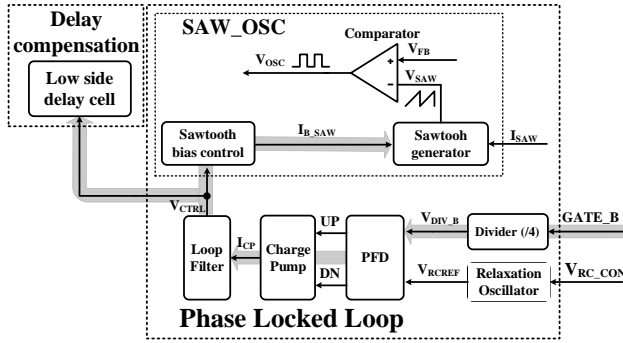 Delay
compensation
Low side
delay cell
SAW_OSC
Comparator
V_OSC
V_FB
+
−
V_SAW
Sawtooth
bias control
I_B_SAW
Sawtooh
generator
I_SAW
V_CTRL
Loop
Filter
I_CP
Charge
Pump
UP
DN
PFD
V_DIV_B
Divider (/4)
GATE_B
V_RCREF
Relaxation
Oscillator
V_RC_CON
Phase Locked Loop